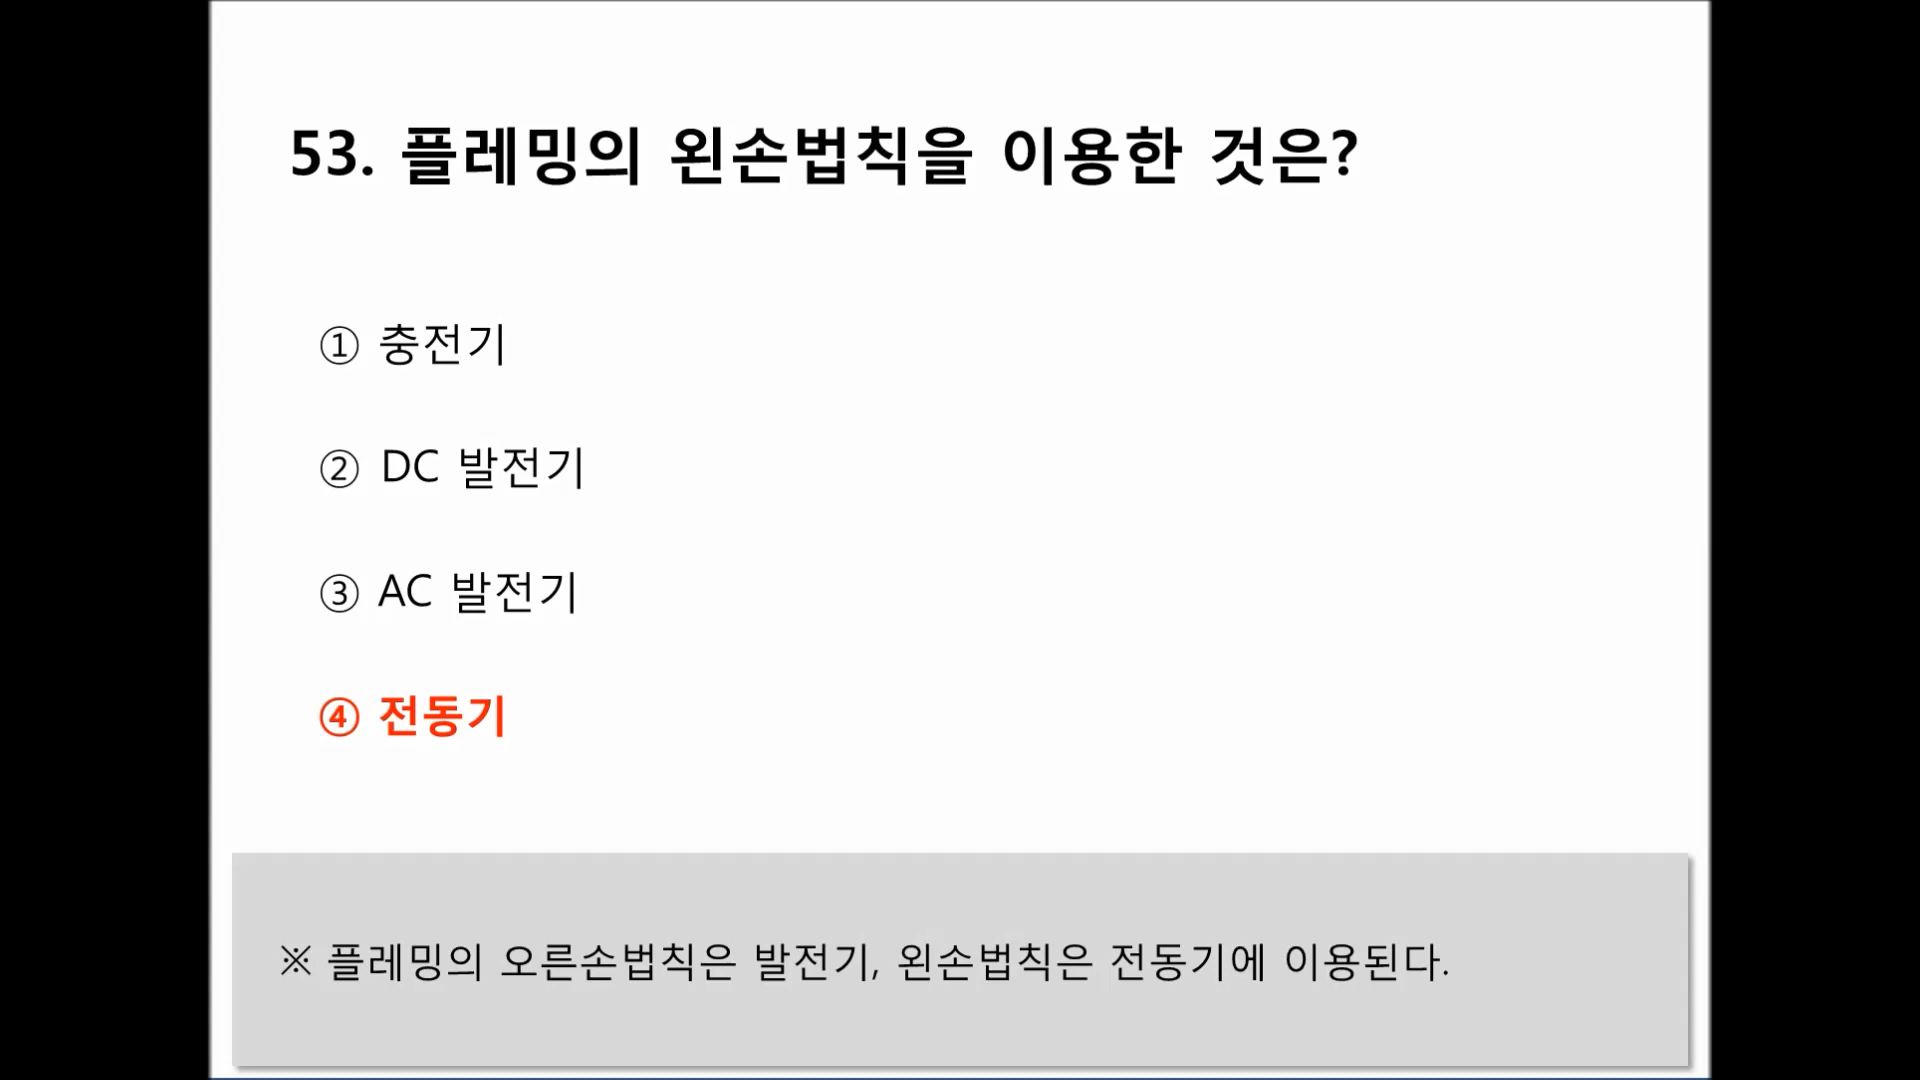 53. 플레밍의 왼손법칙을 이용한 것은?
① 충전기
② DC 발전기
③ AC 발전기
④ 전동기
※ 플레밍의 오른손법칙은 발전기, 왼손법칙은 전동기에 이용된다.